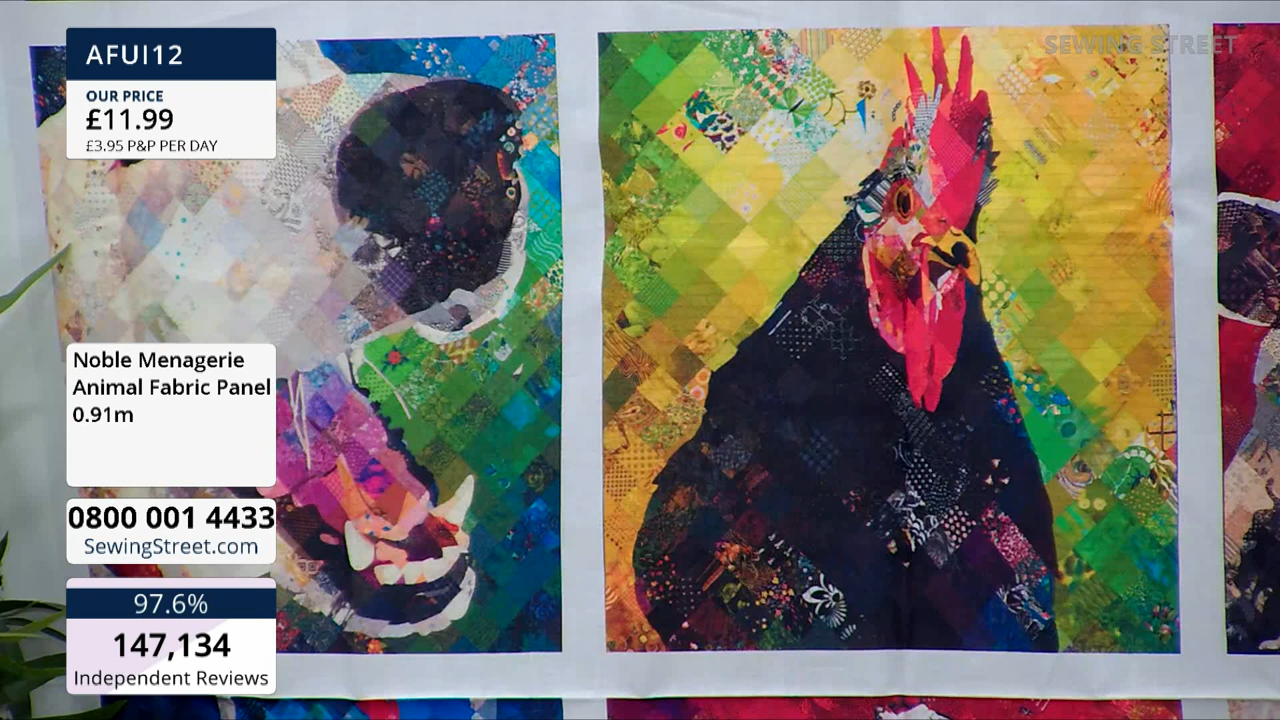 AFUI12
OUR PRICE
£11.99
£3.95 P&P PER DAY
SEWING STREET
Noble Menagerie
Animal Fabric Panel
0.91m
0800 001 4433
SewingStreet.com
97.6%
147,134
Independent Reviews